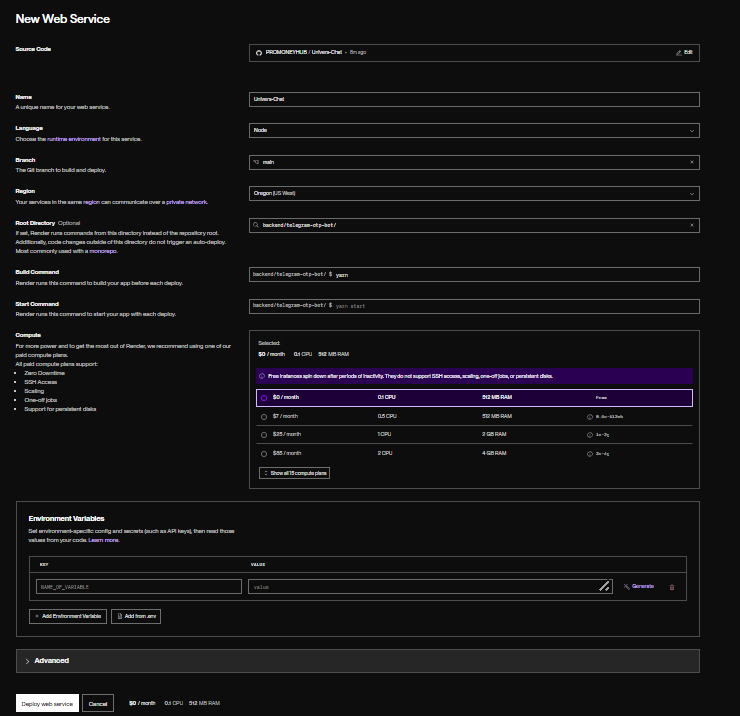 New Web Service
Source Code
PROMONEYHUB / Univera-Chat • 8m ago
Edit
Name
A unique name for your web service.
Univera-Chat
Language
Choose the runtime environment for this service.
Node
Branch
The Git branch to build and deploy.
main
Region
Your services in the same region can communicate over a private network.
Oregon (US West)
Root Directory Optional
If set, Render runs commands from this directory instead of the repository root.
Additionally, code changes outside of this directory do not trigger an auto-deploy.
Most commonly used with a monorepo.
backend/telegram-otp-bot/
Build Command
Render runs this command to build your app before each deploy.
backend/telegram-otp-bot/ $ yarn
Start Command
Render runs this command to start your app with each deploy.
backend/telegram-otp-bot/ $ yarn start
Compute
For more power and to get the most out of Render, we recommend using one of our
paid compute plans.
All paid compute plans support:
• Zero Downtime
• SSH Access
• Scaling
• One-off jobs
• Support for persistent disks
Selected:
$0 / month 0.1 CPU 512 MB RAM
Free instances spin down after periods of inactivity. They do not support SSH access, scaling, one-off jobs, or persistent disks.
$0 / month 0.1 CPU 512 MB RAM Free
$7 / month 0.5 CPU 512 MB RAM
$25 / month 1 CPU 2 GB RAM
$85 / month 2 CPU 4 GB RAM
Show all 15 compute plans
Environment Variables
Set environment-specific config and secrets (such as API keys), then read those
values from your code. Learn more.
KEY VALUE
NAME_OF_VARIABLE value Generate
+ Add Environment Variable Add from .env
Advanced
Deploy web service Cancel $0 / month 0.1 CPU 512 MB RAM